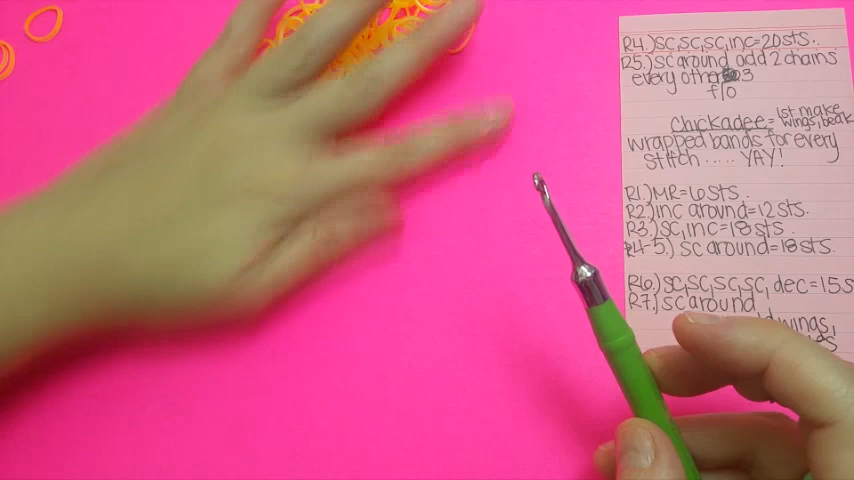 R4.) SC, SC, SC, inc = 20 sts.
R5.) SC around add 2 chains
every other 3
f/o
chickadee = 1st make
wings, beak
wrapped bands for every
stitch ..... YAY!
R1.) MR = 6 sts.
R2.) inc around = 12 sts.
R3.) SC, inc = 18 sts.
R4-5.) SC around = 18 sts.
R6.) SC, SC, SC, SC, dec = 15 s
R7.) SC around
wings,